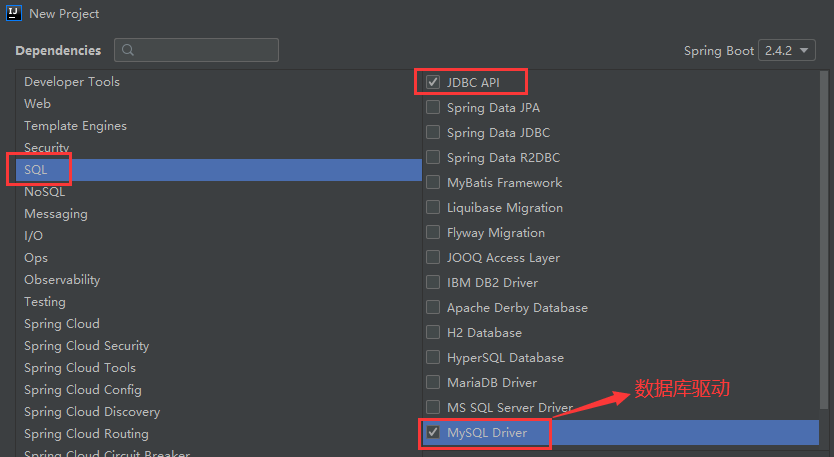 IJ New Project
Dependencies
Spring Boot 2.4.2
Developer Tools
Web
Template Engines
Security
SQL
NoSQL
Messaging
I/O
Ops
Observability
Testing
Spring Cloud
Spring Cloud Security
Spring Cloud Tools
Spring Cloud Config
Spring Cloud Discovery
Spring Cloud Routing
Spring Cloud Circuit Breaker
JDBC API
Spring Data JPA
Spring Data JDBC
Spring Data R2DBC
MyBatis Framework
Liquibase Migration
Flyway Migration
JOOQ Access Layer
IBM DB2 Driver
Apache Derby Database
H2 Database
HyperSQL Database
MariaDB Driver
MS SQL Server Driver
MySQL Driver
数据库驱动